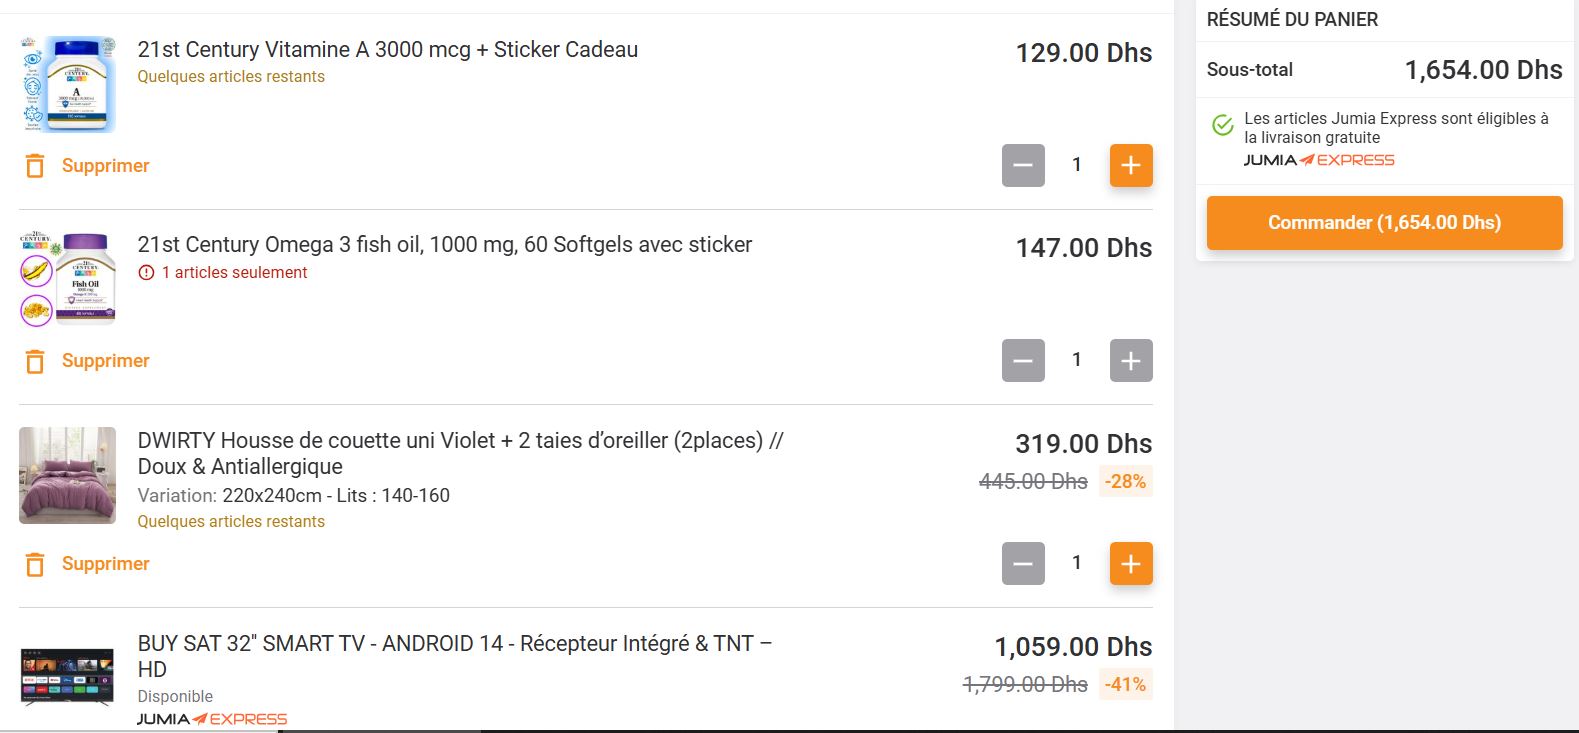 21st Century Vitamine A 3000 mcg + Sticker Cadeau
Quelques articles restants
129.00 Dhs
Supprimer
1
21st Century Omega 3 fish oil, 1000 mg, 60 Softgels avec sticker
1 articles seulement
147.00 Dhs
Fish Oil
Supprimer
1
DWIRTY Housse de couette uni Violet + 2 taies d’oreiller (2places) //
Doux & Antiallergique
Variation: 220x240cm - Lits : 140-160
Quelques articles restants
319.00 Dhs
445.00 Dhs -28%
Supprimer
1
BUY SAT 32" SMART TV - ANDROID 14 - Récepteur Intégré & TNT –
HD
Disponible
JUMIA EXPRESS
1,059.00 Dhs
1,799.00 Dhs -41%
RÉSUMÉ DU PANIER
Sous-total 1,654.00 Dhs
Les articles Jumia Express sont éligibles à
la livraison gratuite
JUMIA EXPRESS
Commander (1,654.00 Dhs)